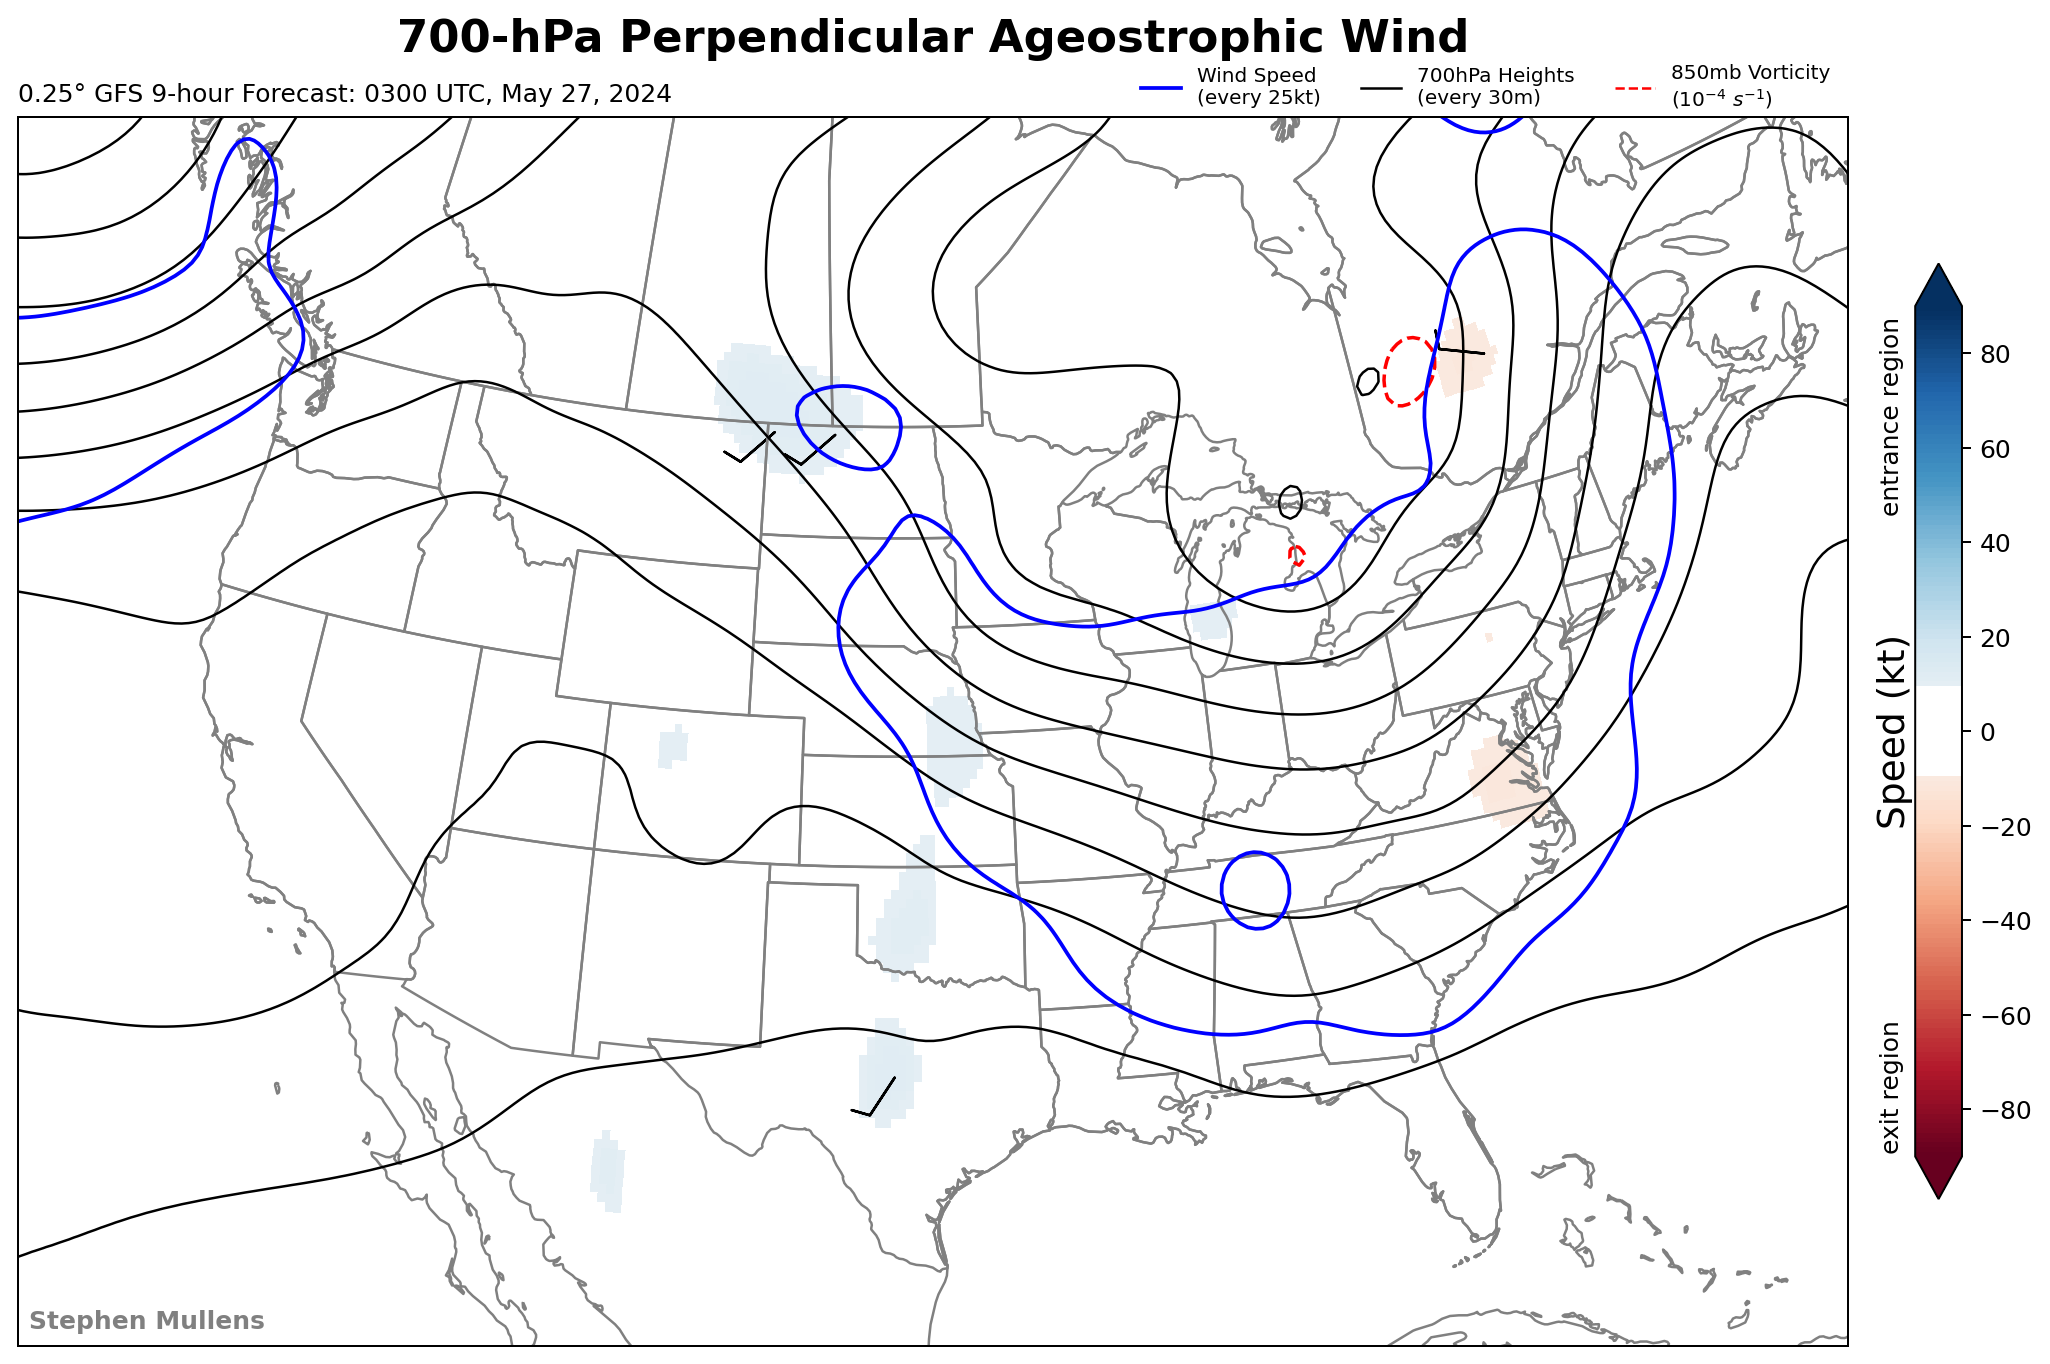 700-hPa Perpendicular Ageostrophic Wind
0.25° GFS 9-hour Forecast: 0300 UTC, May 27, 2024
Wind Speed
(every 25kt)
700hPa Heights
(every 30m)
850mb Vorticity
(10⁻⁴ s⁻¹)
entrance region
Speed (kt)
exit region
80
60
40
20
0
−20
−40
−60
−80
Stephen Mullens